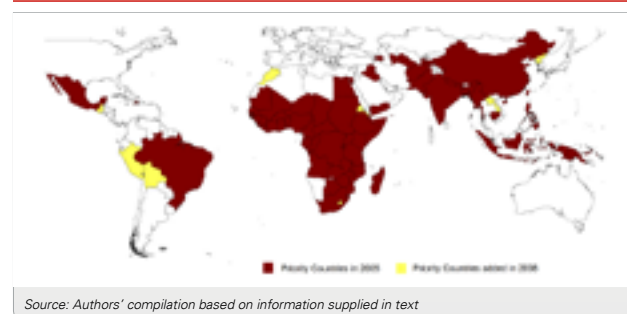 Priority Countries in 2005 Priority Countries added in 2008
Source: Authors' compilation based on information supplied in text